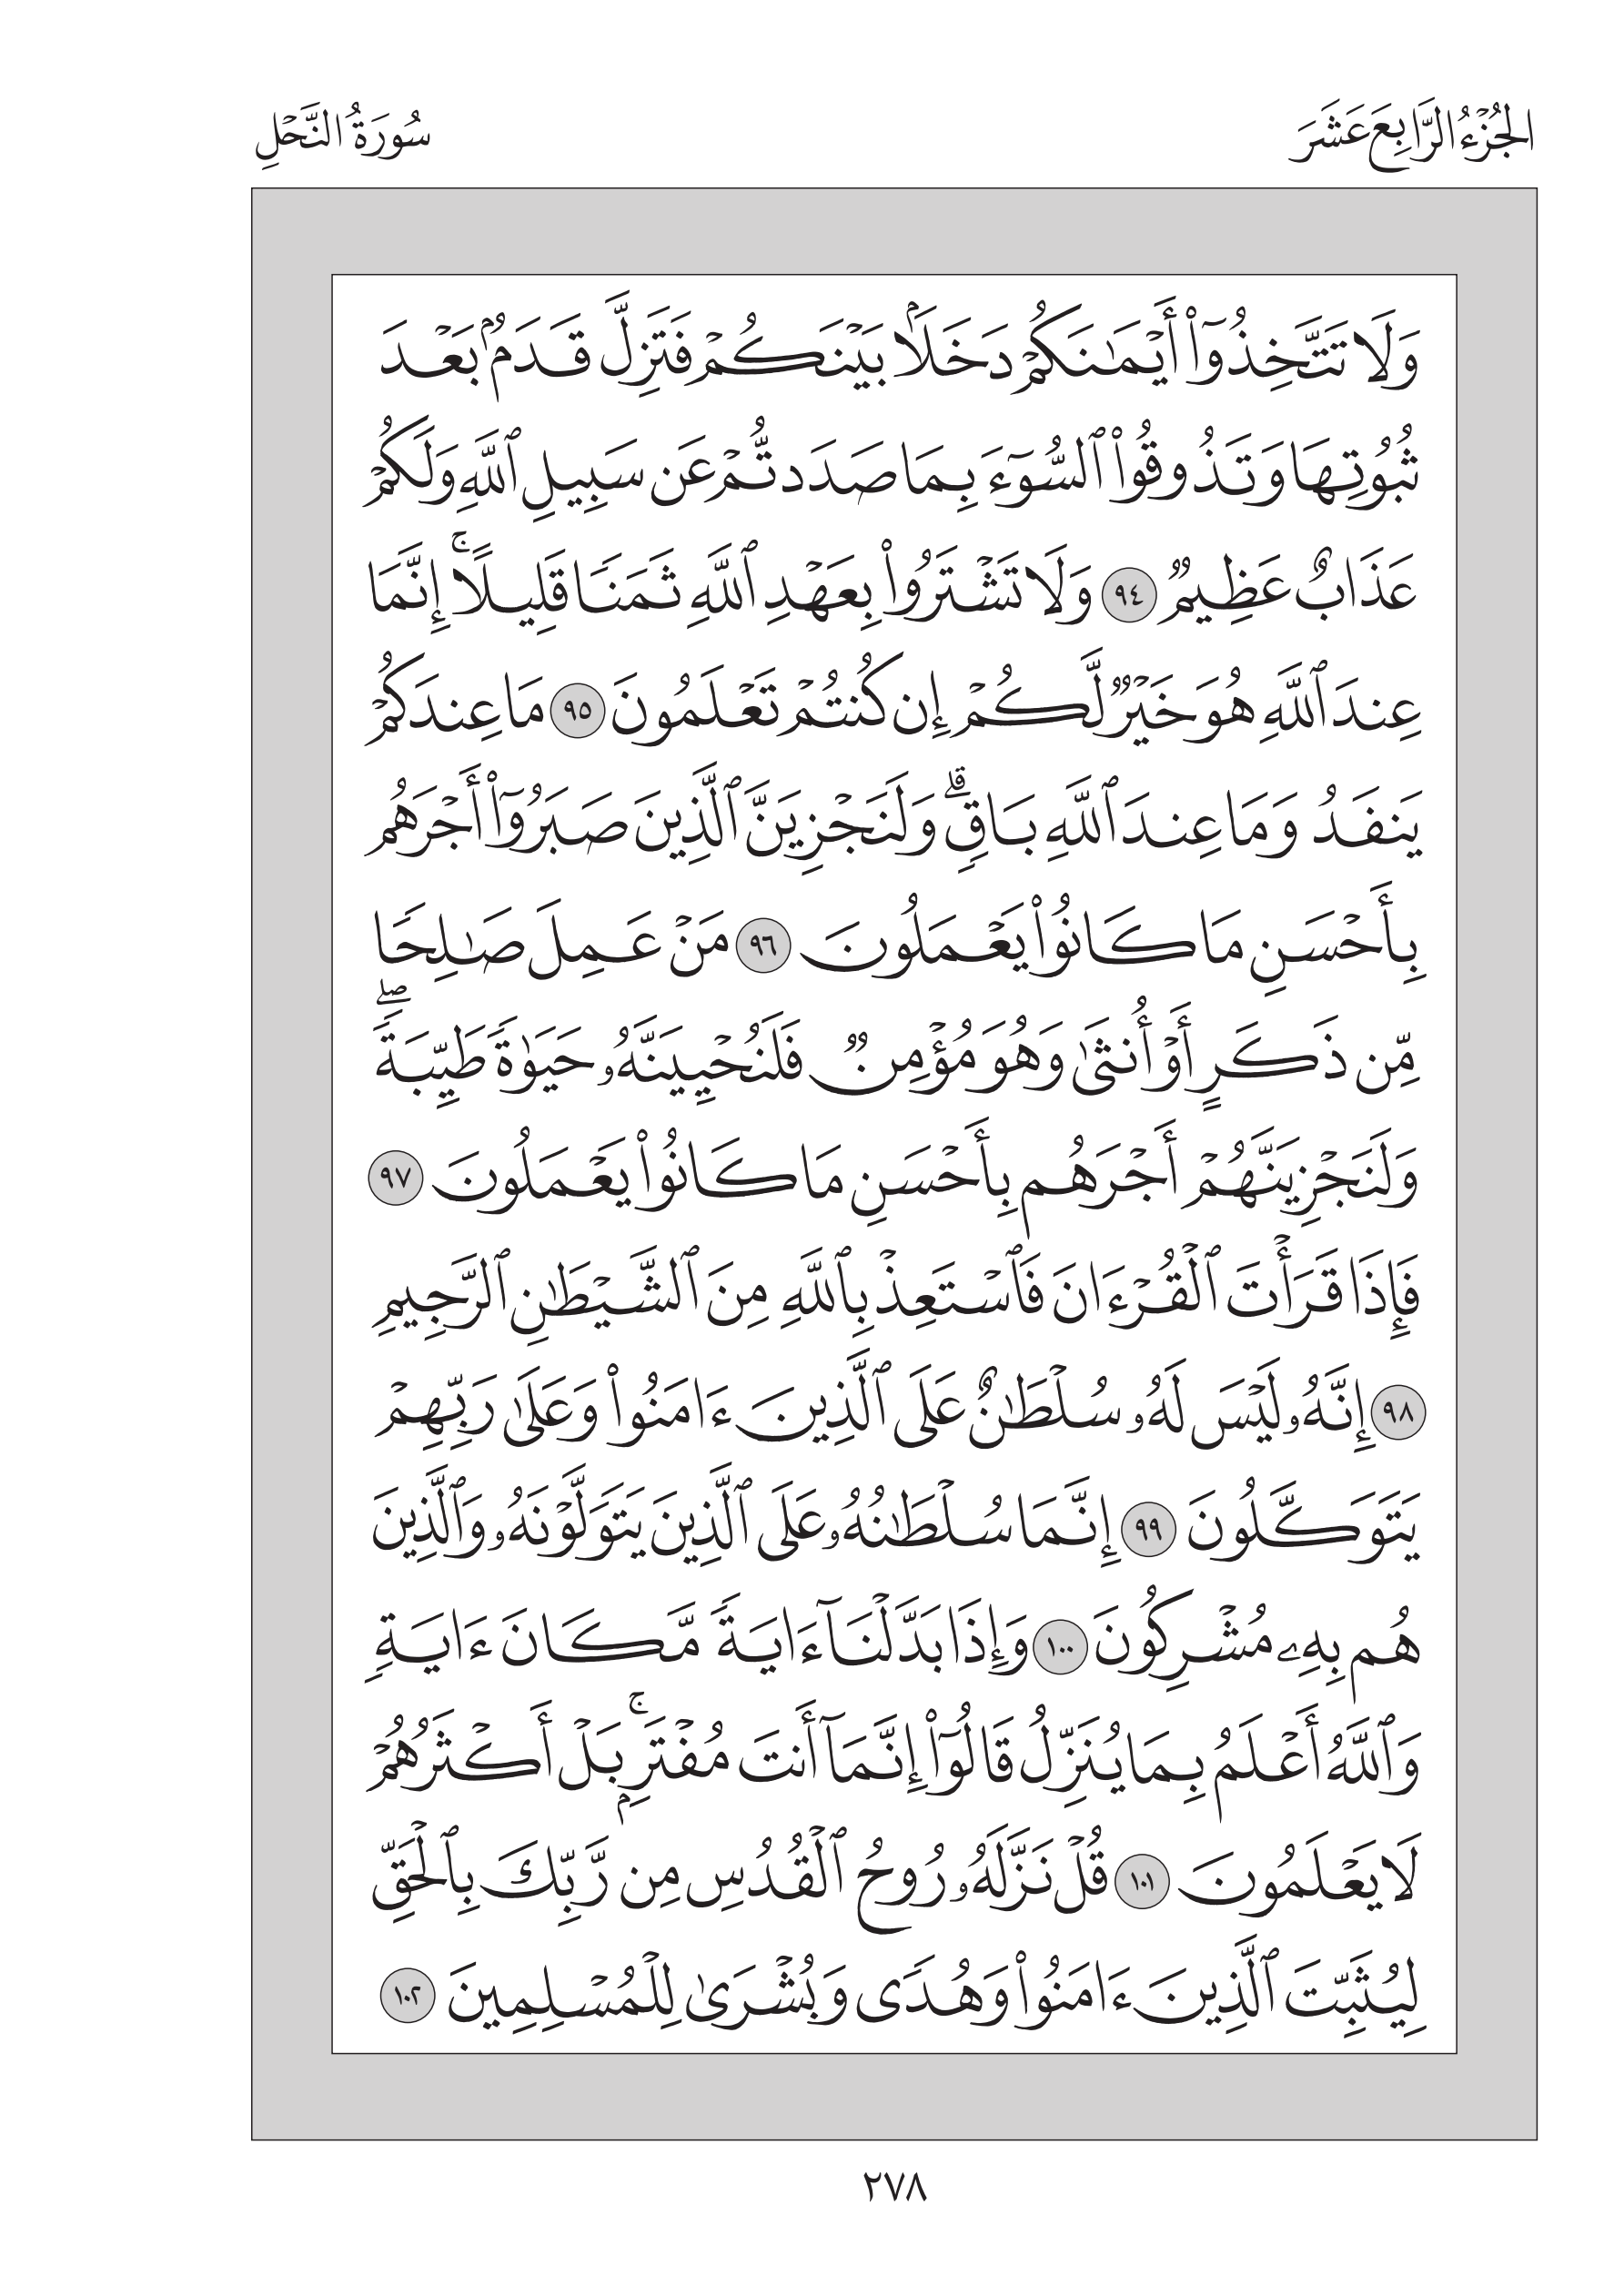 الجُزْءُ الرَّابِعَ عَشَرَ
سُورَةُ النَّحْلِ
وَلَا تَتَّخِذُوٓا۟ أَيْمَـٰنَكُمْ دَخَلًۢا بَيْنَكُمْ فَتَزِلَّ قَدَمٌۢ بَعْدَ
ثُبُوتِهَا وَتَذُوقُوا۟ ٱلسُّوٓءَ بِمَا صَدَدتُّمْ عَن سَبِيلِ ٱللَّهِ وَلَكُمْ
عَذَابٌ عَظِيمٌ ٩٤ وَلَا تَشْتَرُوا۟ بِعَهْدِ ٱللَّهِ ثَمَنًا قَلِيلًا ۚ إِنَّمَا
عِندَ ٱللَّهِ هُوَ خَيْرٌ لَّكُمْ إِن كُنتُمْ تَعْلَمُونَ ٩٥ مَا عِندَكُمْ
يَنفَدُ وَمَا عِندَ ٱللَّهِ بَاقٍ ۗ وَلَنَجْزِيَنَّ ٱلَّذِينَ صَبَرُوٓا۟ أَجْرَهُم
بِأَحْسَنِ مَا كَانُوا۟ يَعْمَلُونَ ٩٦ مَنْ عَمِلَ صَـٰلِحًا
مِّن ذَكَرٍ أَوْ أُنثَىٰ وَهُوَ مُؤْمِنٌ فَلَنُحْيِيَنَّهُۥ حَيَوٰةً طَيِّبَةً ۖ
وَلَنَجْزِيَنَّهُمْ أَجْرَهُم بِأَحْسَنِ مَا كَانُوا۟ يَعْمَلُونَ ٩٧
فَإِذَا قَرَأْتَ ٱلْقُرْءَانَ فَٱسْتَعِذْ بِٱللَّهِ مِنَ ٱلشَّيْطَـٰنِ ٱلرَّجِيمِ
٩٨ إِنَّهُۥ لَيْسَ لَهُۥ سُلْطَـٰنٌ عَلَى ٱلَّذِينَ ءَامَنُوا۟ وَعَلَىٰ رَبِّهِمْ
يَتَوَكَّلُونَ ٩٩ إِنَّمَا سُلْطَـٰنُهُۥ عَلَى ٱلَّذِينَ يَتَوَلَّوْنَهُۥ وَٱلَّذِينَ
هُم بِهِۦ مُشْرِكُونَ ١٠٠ وَإِذَا بَدَّلْنَآ ءَايَةً مَّكَانَ ءَايَةٍ
وَٱللَّهُ أَعْلَمُ بِمَا يُنَزِّلُ قَالُوٓا۟ إِنَّمَآ أَنتَ مُفْتَرٍۭ ۚ بَلْ أَكْثَرُهُمْ
لَا يَعْلَمُونَ ١٠١ قُلْ نَزَّلَهُۥ رُوحُ ٱلْقُدُسِ مِن رَّبِّكَ بِٱلْحَقِّ
لِيُثَبِّتَ ٱلَّذِينَ ءَامَنُوا۟ وَهُدًى وَبُشْرَىٰ لِلْمُسْلِمِينَ ١٠٢
٢٧٨